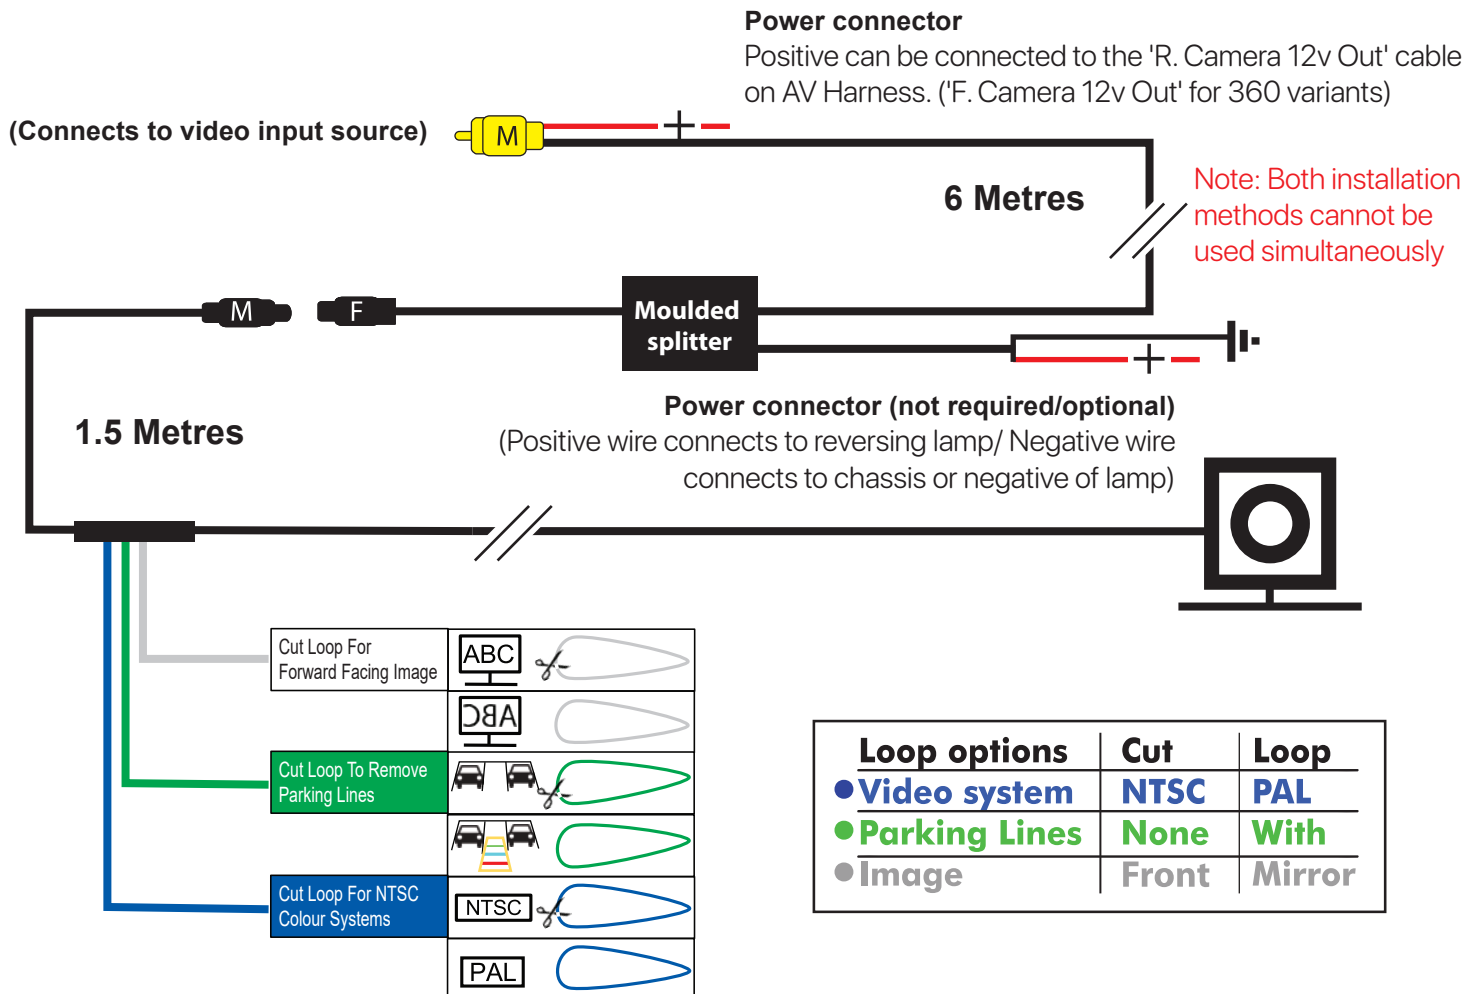 Power connector
Positive can be connected to the 'R. Camera 12v Out' cable
on AV Harness. ('F. Camera 12v Out' for 360 variants)
(Connects to video input source)
M
6 Metres
Note: Both installation
methods cannot be
used simultaneously
M
F
Moulded
splitter
Power connector (not required/optional)
(Positive wire connects to reversing lamp/ Negative wire
connects to chassis or negative of lamp)
1.5 Metres
Cut Loop For
Forward Facing Image
ABC
ABC
Cut Loop To Remove
Parking Lines
Cut Loop For NTSC
Colour Systems
NTSC
PAL
Loop options Cut Loop
Video system NTSC PAL
Parking Lines None With
Image Front Mirror